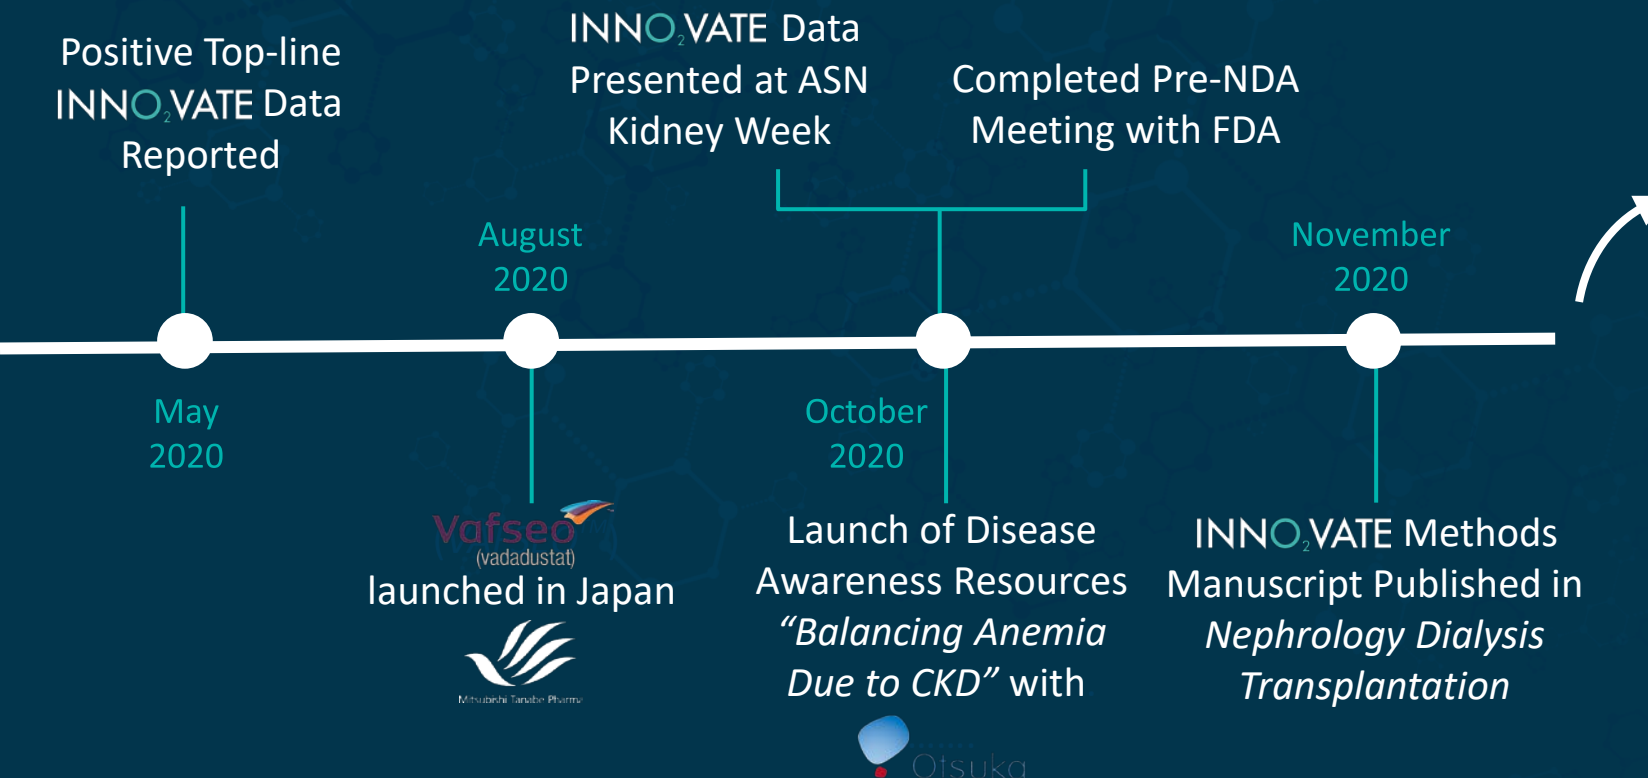 Positive Top-line
INNO2VATE Data
Reported
May
2020
August
2020
Vafseo
(vadadustat)
launched in Japan
Mitsubishi Tanabe Pharma
INNO2VATE Data
Presented at ASN
Kidney Week
Completed Pre-NDA
Meeting with FDA
October
2020
Launch of Disease
Awareness Resources
“Balancing Anemia
Due to CKD” with
Otsuka
November
2020
INNO2VATE Methods
Manuscript Published in
Nephrology Dialysis
Transplantation